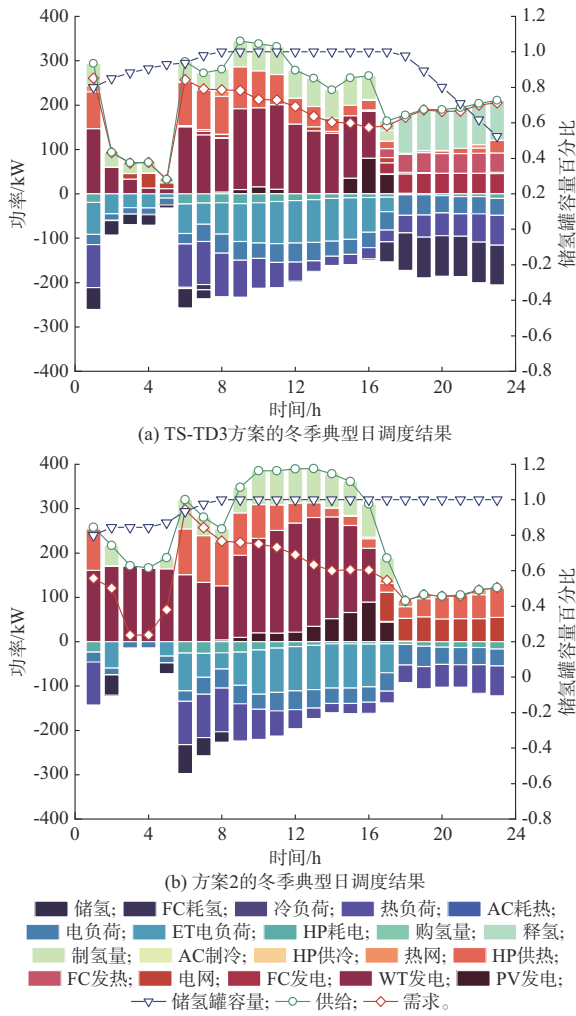 400
300
200
100
0
-100
-200
-300
-400
功率/kW
1.2
1.0
0.8
0.6
0.4
0.2
0
-0.2
-0.4
-0.6
-0.8
储氢罐容量百分比
0 4 8 12 16 20 24
时间/h
(a) TS-TD3方案的冬季典型日调度结果
400
300
200
100
0
-100
-200
-300
-400
功率/kW
1.2
1.0
0.8
0.6
0.4
0.2
0
-0.2
-0.4
-0.6
-0.8
储氢罐容量百分比
0 4 8 12 16 20 24
时间/h
(b) 方案2的冬季典型日调度结果
储氢; FC耗氢; 冷负荷; 热负荷; AC耗热;
电负荷; ET电负荷; HP耗电; 购氢量; 释氢;
制氢量; AC制冷; HP供冷; 热网; HP供热;
FC发热; 电网; FC发电; WT发电; PV发电;
储氢罐容量; 供给; 需求。